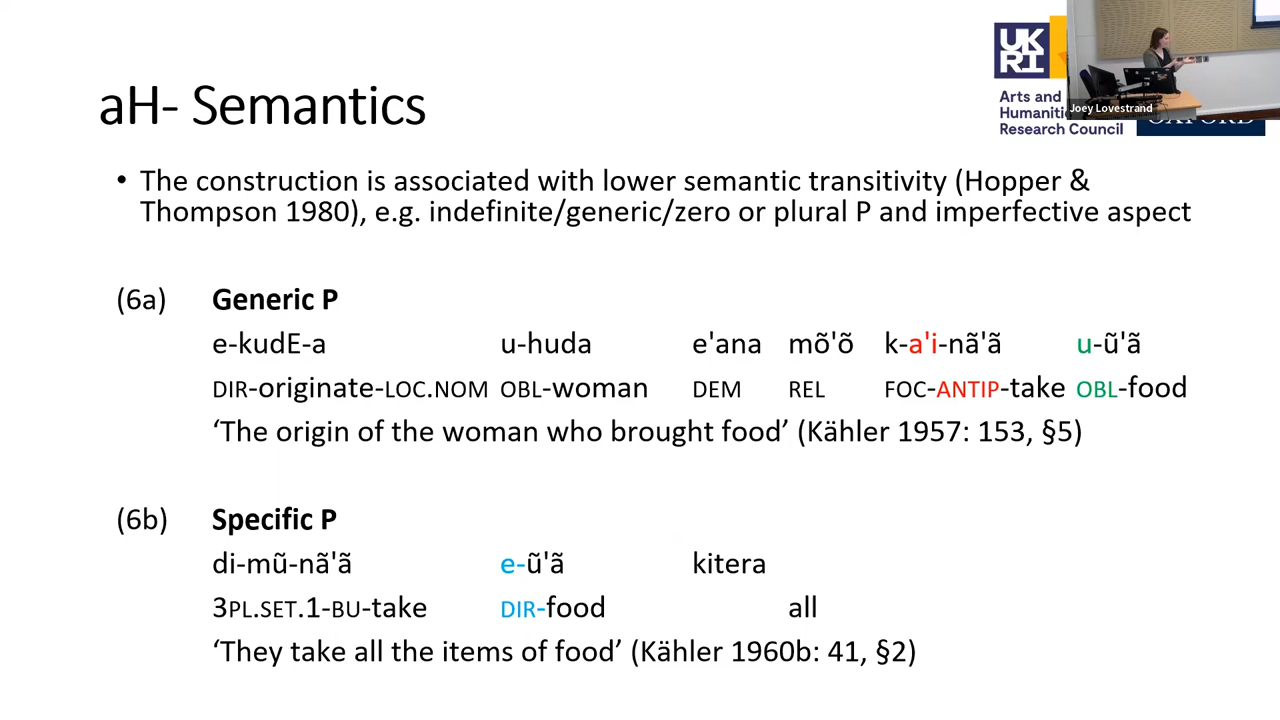 UK
RI
Arts and
Humaniti
Research Council
OXFORD
Joey Lovestrand
aH- Semantics
• The construction is associated with lower semantic transitivity (Hopper &
Thompson 1980), e.g. indefinite/generic/zero or plural P and imperfective aspect
(6a) Generic P
e-kudE-a u-huda e'ana mõ'õ k-a'i-nã'ã u-ũ'ã
DIR-originate-LOC.NOM OBL-woman DEM REL FOC-ANTIP-take OBL-food
‘The origin of the woman who brought food’ (Kähler 1957: 153, §5)
(6b) Specific P
di-mũ-nã'ã e-ũ'ã kitera
3PL.SET.1-BU-take DIR-food all
‘They take all the items of food’ (Kähler 1960b: 41, §2)